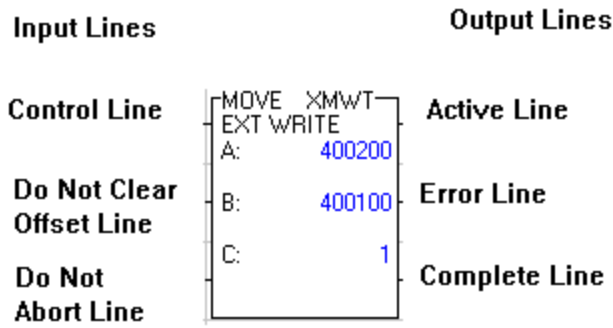 Input Lines
Output Lines
Control Line
MOVE XMWT
EXT WRITE
Active Line
A: 400200
Do Not Clear
Offset Line
B: 400100
Error Line
C: 1
Do Not
Abort Line
Complete Line